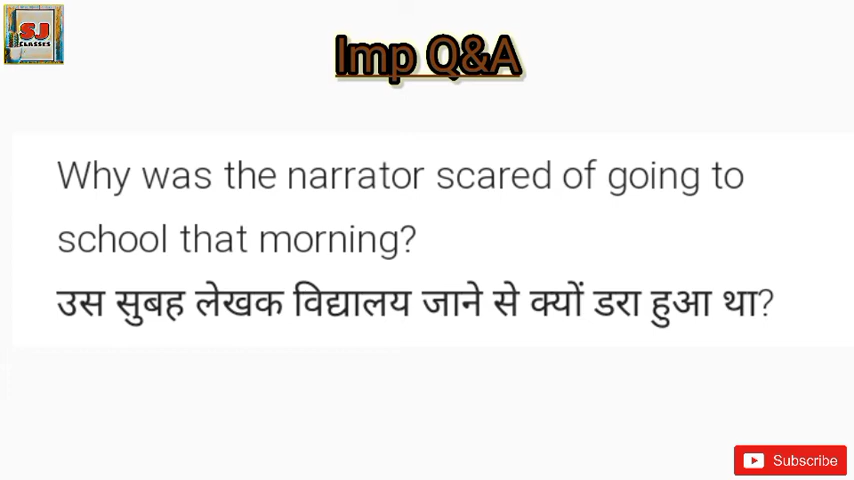 SJ
CLASSES
Imp Q&A
Why was the narrator scared of going to
school that morning?
उस सुबह लेखक विद्यालय जाने से क्यों डरा हुआ था?
Subscribe